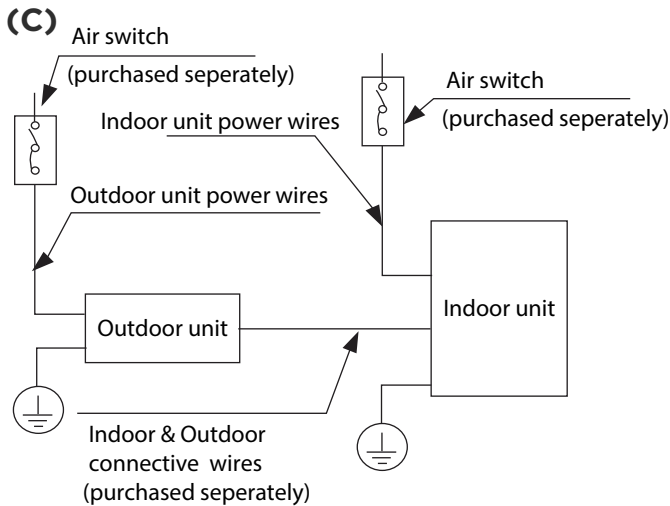 (C)
Air switch
(purchased seperately)
Air switch
(purchased seperately)
Indoor unit power wires
Outdoor unit power wires
Outdoor unit
Indoor unit
Indoor & Outdoor
connective wires
(purchased seperately)